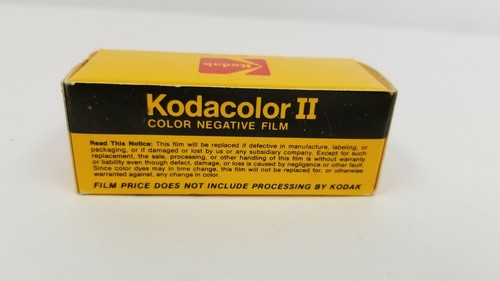 Kodak
Kodacolor II
COLOR NEGATIVE FILM
Read This Notice: This film will be replaced if defective in manufacture, labeling, or
packaging, or if damaged or lost by us or any subsidiary company. Except for such
replacement, the sale, processing, or other handling of this film is without warranty
or liability even though defect, damage, or loss is caused by negligence or other fault.
Since color dyes may in time change, this film will not be replaced for, or otherwise
warranted against, any change in color.
FILM PRICE DOES NOT INCLUDE PROCESSING BY KODAK